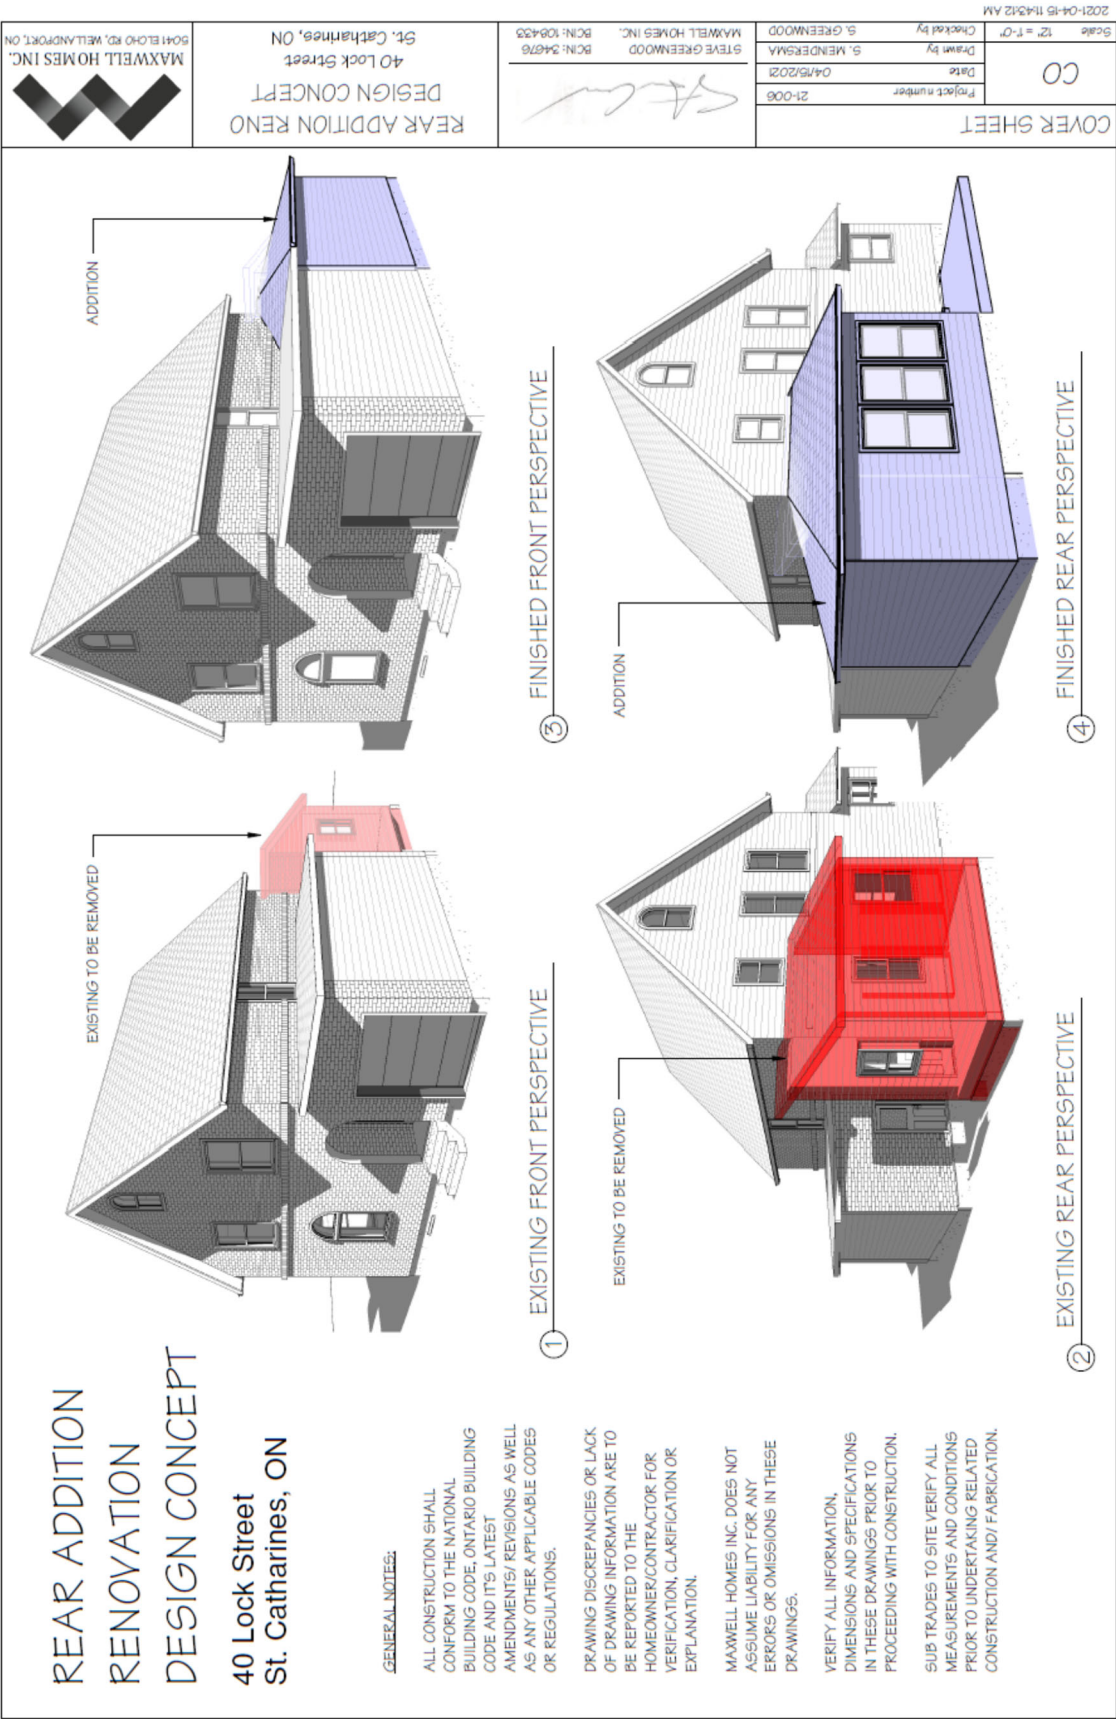 REAR ADDITION
RENOVATION
DESIGN CONCEPT
40 Lock Street
St. Catharines, ON
GENERAL NOTES:
ALL CONSTRUCTION SHALL
CONFORM TO THE NATIONAL
BUILDING CODE, ONTARIO BUILDING
CODE AND IT'S LATEST
AMENDMENTS/ REVISIONS AS WELL
AS ANY OTHER APPLICABLE CODES
OR REGULATIONS.
DRAWING DISCREPANCIES OR LACK
OF DRAWING INFORMATION ARE TO
BE REPORTED TO THE
HOMEOWNER/CONTRACTOR FOR
VERIFICATION, CLARIFICATION OR
EXPLANATION.
MAXWELL HOMES INC. DOES NOT
ASSUME LIABILITY FOR ANY
ERRORS OR OMISSIONS IN THESE
DRAWINGS.
VERIFY ALL INFORMATION,
DIMENSIONS AND SPECIFICATIONS
IN THESE DRAWINGS PRIOR TO
PROCEEDING WITH CONSTRUCTION.
SUB TRADES TO SITE VERIFY ALL
MEASUREMENTS AND CONDITIONS
PRIOR TO UNDERTAKING RELATED
CONSTRUCTION AND/ FABRICATION.
EXISTING TO BE REMOVED
1 EXISTING FRONT PERSPECTIVE
EXISTING TO BE REMOVED
2 EXISTING REAR PERSPECTIVE
ADDITION
3 FINISHED FRONT PERSPECTIVE
ADDITION
4 FINISHED REAR PERSPECTIVE
MAXWELL HOMES INC.
5041 ELCHO RD, WELLANDPORT, ON
REAR ADDITION RENO
DESIGN CONCEPT
40 Lock Street
St. Catharines, ON
STEVE GREENWOOD BCIN: 34676
MAXWELL HOMES INC. BCIN: 108433
COVER SHEET
Project number 21-006
Date 04/15/2021
Drawn by S. MEINDERSMA
Checked by S. GREENWOOD
CO
Scale 12" = 1'-0"
2021-04-15 11:43:12 AM